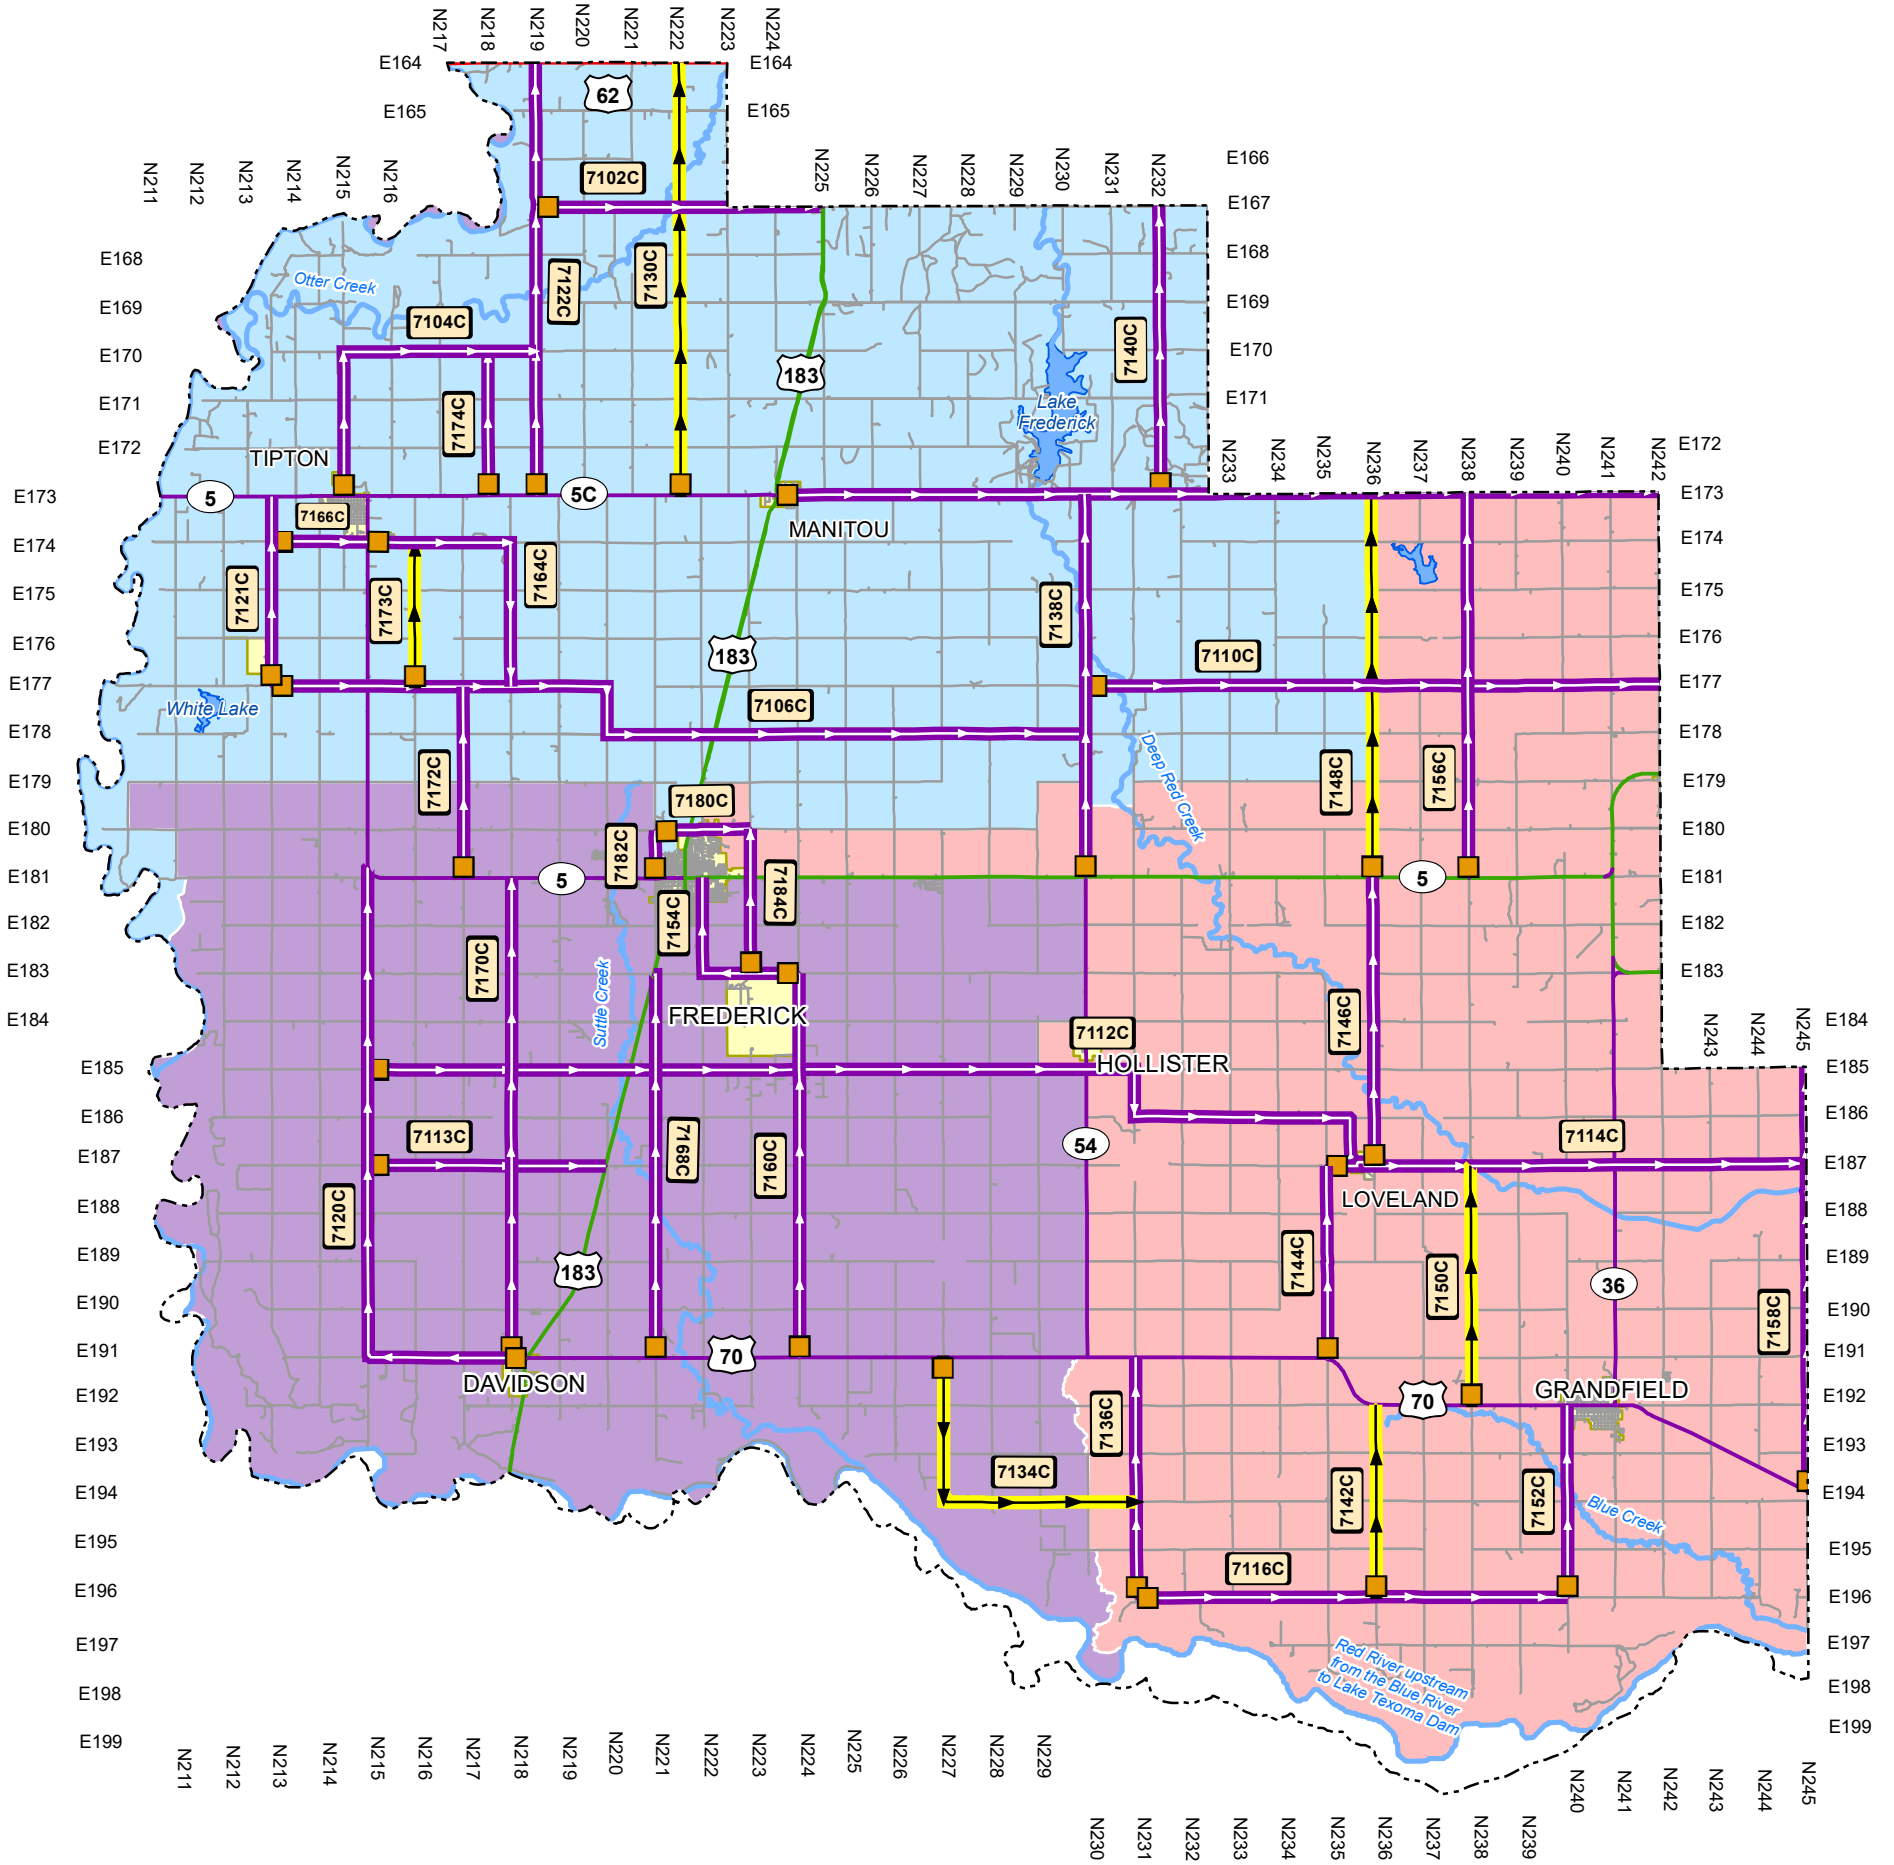 N217
N218
N219
N220
N221
N222
N223
N224
E164
E164
E165
E165
62
7102C
N211
N212
N213
N214
N215
N216
N225
N226
N227
N228
N229
N230
N231
N232
E166
E167
E168
E168
E169
E169
E170
E170
E171
E171
E172
Otter Creek
7104C
7122C
7130C
7140C
7174C
183
Lake
Frederick
TIPTON
N233
N234
N235
N236
N237
N238
N239
N240
N241
N242
E172
E173
E173
5
5C
7166C
MANITOU
E174
E174
E175
E175
E176
E176
E177
E177
E178
E178
7121C
7173C
7164C
7138C
183
7110C
White Lake
7106C
Deep Red Creek
E179
E179
E180
E180
E181
E181
7172C
7180C
7182C
7148C
7156C
5
5
E182
E182
E183
E183
7154C
7184C
7170C
Suttle Creek
FREDERICK
7146C
N243
N244
N245
E184
E184
7112C
HOLLISTER
E185
E185
E186
E186
7113C
7169C
7160C
54
7114C
E187
E187
E188
E188
7120C
LOVELAND
E189
E189
183
7144C
7150C
36
7158C
E190
E190
E191
E191
70
DAVIDSON
GRANDFIELD
E192
E192
70
7136C
E193
E193
7134C
7142C
7152C
Blue Creek
E194
E194
E195
E195
7116C
E196
E196
E197
E197
Red River upstream
from the Blue River
to Lake Texoma Dam
E198
E198
E199
E199
N211
N212
N213
N214
N215
N216
N217
N218
N219
N220
N221
N222
N223
N224
N225
N226
N227
N228
N229
N230
N231
N232
N233
N234
N235
N236
N237
N238
N239
N240
N241
N242
N243
N244
N245